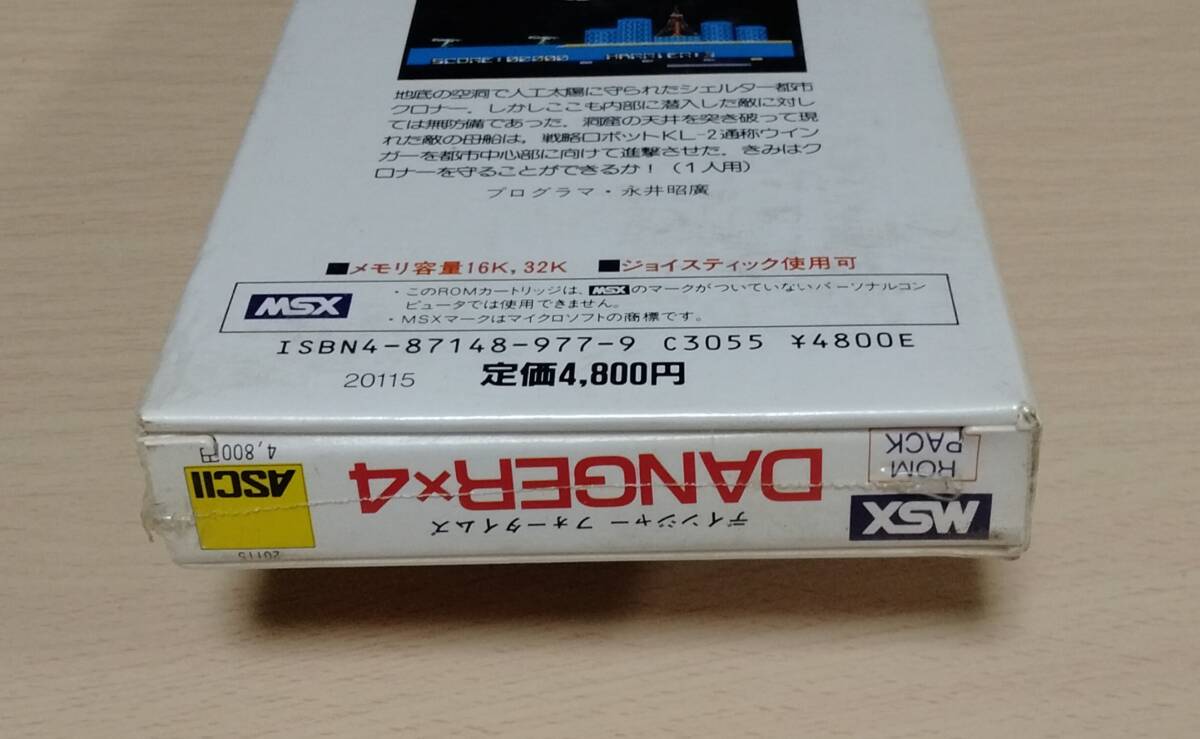 SCORE:02000 HARRIER:3
地底の空洞で人工太陽に守られたシェルター都市
クロナー。しかしここも内部に潜入した敵に対し
ては無防備であった。洞窟の天井を突き破って現
れた敵の母船は，戦略ロボットKL-2通称ウイン
ガーを都市中心部に向けて進撃させた。きみはク
ロナーを守ることができるか！（1人用）
プログラマ・永井昭廣
■メモリ容量16K, 32K ■ジョイスティック使用可
MSX
・このROMカートリッジは、MSXのマークがついていないパーソナルコン
ピュータでは使用できません。
・MSXマークはマイクロソフトの商標です。
ISBN4-87148-977-9 C3055 ¥4800E
20115 定価4,800円
MSX
ROM
PACK
ディンジャー フォータイムズ
DANGER×4
20115
ASCII
4,800円